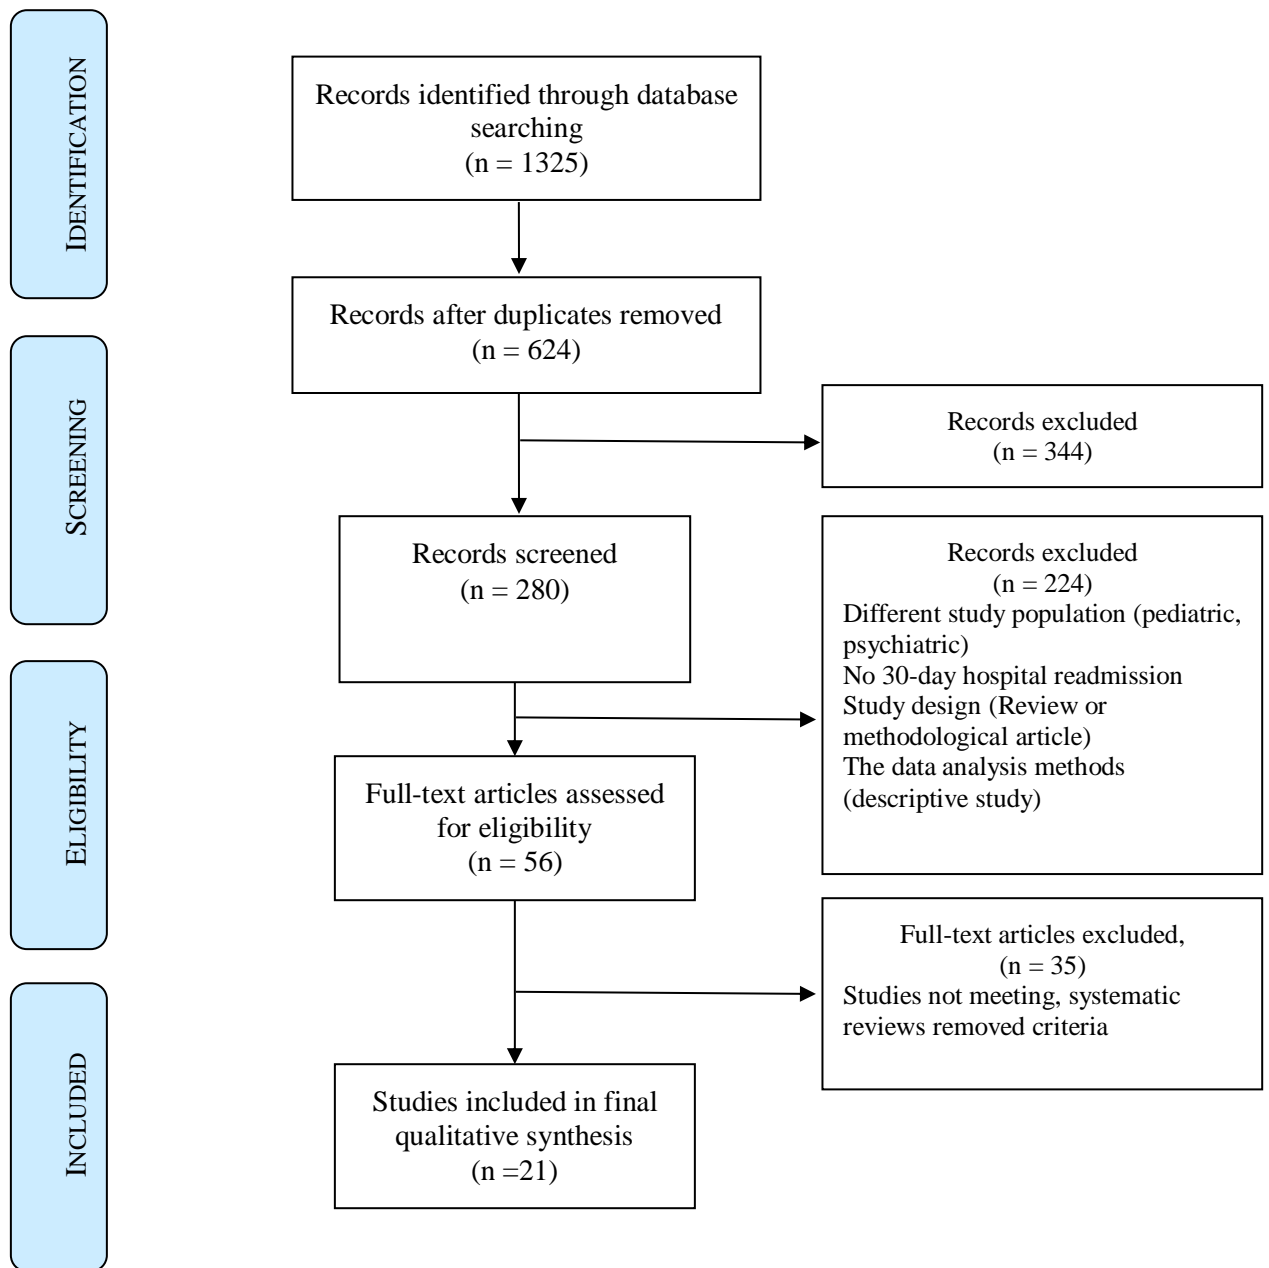 IDENTIFICATION
Records identified through database
searching
(n = 1325)
Records after duplicates removed
(n = 624)
SCREENING
Records excluded
(n = 344)
Records screened
(n = 280)
Records excluded
(n = 224)
Different study population (pediatric,
psychiatric)
No 30-day hospital readmission
Study design (Review or
methodological article)
The data analysis methods
(descriptive study)
ELIGIBILITY
Full-text articles assessed
for eligibility
(n = 56)
Full-text articles excluded,
(n = 35)
Studies not meeting, systematic
reviews removed criteria
INCLUDED
Studies included in final
qualitative synthesis
(n =21)